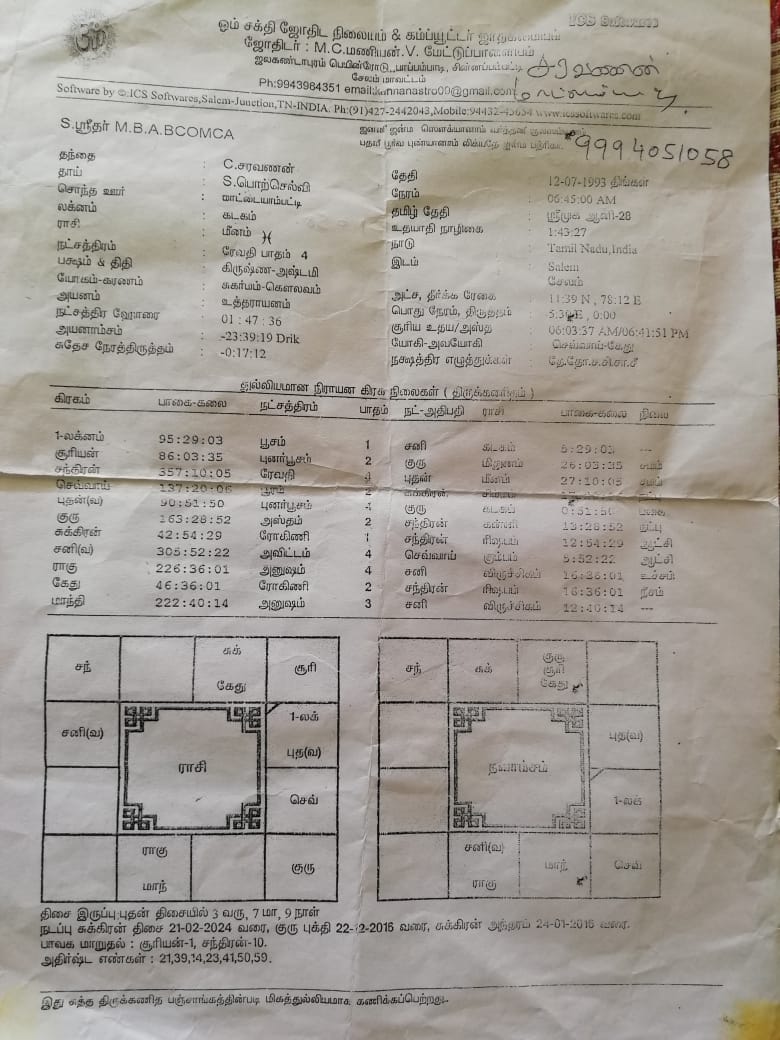 ஓம் சக்தி ஜோதிட நிலையம் & கம்ப்யூட்டர் ஜாதகமையம்
ஜோதிடர் : M.C.மணியன்.V. மேட்டுப்பாளையம்
ஜலகண்டாபுரம் மெயின்ரோடு,,பாப்பம்பாடி, சின்னப்பம்பட்டி
சேலம் மாவட்டம்
சரவணன்
Ph:9943984351 email:kannanastro09@gmail.com
Software by ©:ICS Softwares,Salem-Junction,TN-INDIA. Ph:(91)427-2442043,Mobile:94432-45654 www.icssoftwares.com
S.ஸ்ரீதர் M.B.A.BCOMCA
ஜனனீ ஜன்ம ஸௌக்யானாம் வர்த்தனீ குலஸம்பதாம்
பதவீ பூர்வ புண்யானாம் லிக்யதே ஜன்ம பத்ரிகா
9994051058
தந்தை : C.சரவணன்
தாய் : S.பொற்செல்வி
சொந்த ஊர் : மாட்டையாம்பட்டி
லக்னம் : கடகம்
ராசி : மீனம் ♓
நட்சத்திரம் : ரேவதி பாதம் 4
பக்ஷம் & திதி : கிருஷ்ண-அஷ்டமி
யோகம்-கரணம் : சுகர்மம்-கௌலவம்
அயனம் : உத்தராயனம்
நட்சத்திர ஹோரை : 01 : 47 : 36
அயனாம்சம் : -23:39:19 Drik
சுதேச நேரத்திருத்தம் : -0:17:12
தேதி : 12-07-1993 திங்கள்
நேரம் : 06:45:00 AM
தமிழ் தேதி : ஸ்ரீமுக ஆனி-28
உதயாதி நாழிகை : 1:43:27
நாடு : Tamil Nadu,India
இடம் : Salem
சேலம்
அட்ச, தீர்க்க ரேகை : 11:39 N , 78:12 E
பொது நேரம், திருத்தம் : 5:30 E , 0:00
சூரிய உதய/அஸ்த : 06:03:37 AM/06:41:51 PM
யோகி-அவயோகி : செவ்வாய்-கேது
நக்ஷத்திர எழுத்துக்கள் : தே.தோ.ச.சி.சா.சீ
துல்லியமான நிராயன கிரக நிலைகள் ( திருக்கணிதம் )
கிரகம் பாகை-கலை நட்சத்திரம் பாதம் நட்-அதிபதி ராசி பாகை-கலை நிலை
1-லக்னம் 95:29:03 பூசம் 1 சனி கடகம் 5:29:03 ---
சூரியன் 86:03:35 புனர்பூசம் 2 குரு மிதுனம் 26:03:35 சமம்
சந்திரன் 357:10:05 ரேவதி 4 புதன் மீனம் 27:10:05 சமம்
செவ்வாய் 137:20:06 பூரம் 2 சுக்கிரன் சிம்மம் நட்பு
புதன்(வ) 90:51:50 புனர்பூசம் 4 குரு கடகம் 0:51:50 பகை
குரு 163:28:52 அஸ்தம் 2 சந்திரன் கன்னி 13:28:52 நட்பு
சுக்கிரன் 42:54:29 ரோகிணி 1 சந்திரன் ரிஷபம் 12:54:29 ஆட்சி
சனி(வ) 305:52:22 அவிட்டம் 4 செவ்வாய் கும்பம் 5:52:22 ஆட்சி
ராகு 226:36:01 அனுஷம் 4 சனி விருச்சிகம் 16:36:01 உச்சம்
கேது 46:36:01 ரோகிணி 2 சந்திரன் ரிஷபம் 16:36:01 நீசம்
மாந்தி 222:40:14 அனுஷம் 3 சனி விருச்சிகம் 12:40:14 ---
சந் சுக் சூரி
கேது
சனி(வ) 1-லக்
புத(வ)
ராசி
செவ்
ராகு குரு
மாந்
சந் சுக் குரு
சூரி
கேது
புத(வ)
நவாம்சம்
1-லக்
சனி(வ) மாந் செவ்
ராகு
திசை இருப்பு:புதன் திசையில் 3 வரு, 7 மா, 9 நாள்
நடப்பு சுக்கிரன் திசை 21-02-2024 வரை, குரு புக்தி 22-12-2016 வரை, சுக்கிரன் அந்தரம் 24-01-2016 வரை.
பாவக மாறுதல் : சூரியன்-1, சந்திரன்-10.
அதிர்ஷ்ட எண்கள் : 21,39,14,23,41,50,59.
இது சுத்த திருக்கணித பஞ்சாங்கத்தின்படி மிகத்துல்லியமாக கணிக்கப்பெற்றது..